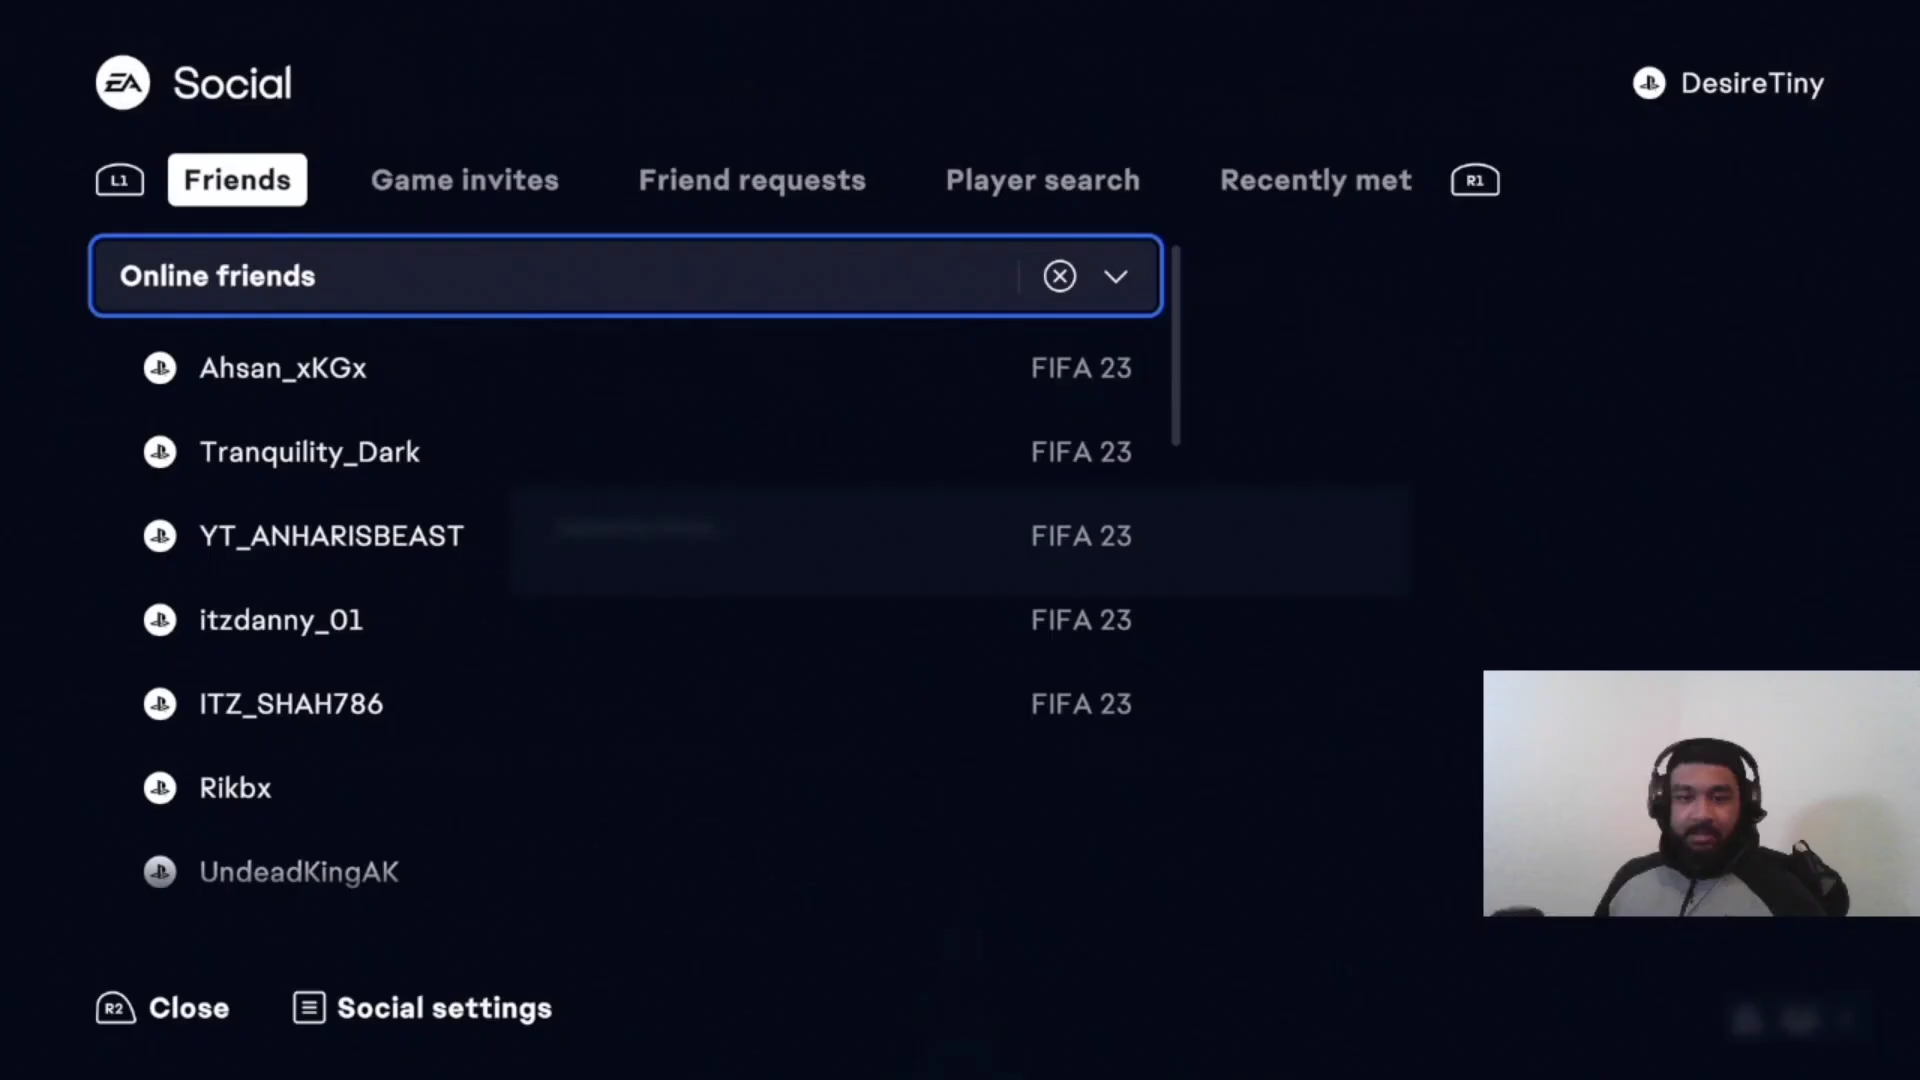 EA Social
DesireTiny
L1 Friends Game invites Friend requests Player search Recently met R1
Online friends
Ahsan_xKGx FIFA 23
Tranquility_Dark FIFA 23
YT_ANHARISBEAST FIFA 23
itzdanny_01 FIFA 23
ITZ_SHAH786 FIFA 23
Rikbx
UndeadKingAK
R2 Close Social settings